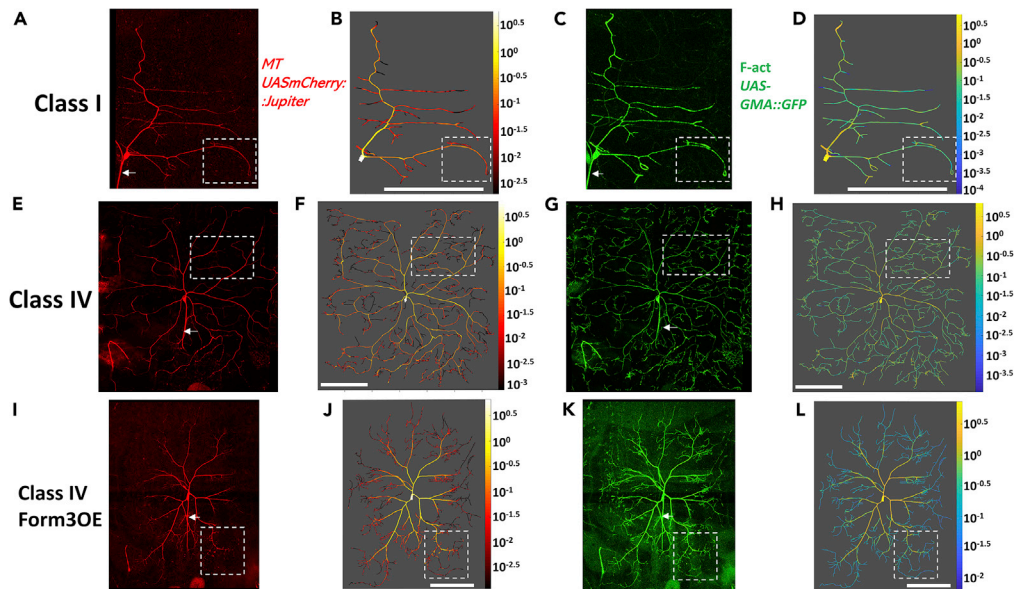 A
B
C
D
Class I
MT
UASmCherry:
:Jupiter
10^0.5
10^0
10^-0.5
10^-1
10^-1.5
10^-2
10^-2.5
F-act
UAS-
GMA::GFP
10^0.5
10^0
10^-0.5
10^-1
10^-1.5
10^-2
10^-2.5
10^-3
10^-3.5
10^-4
E
F
G
H
Class IV
10^0.5
10^0
10^-0.5
10^-1
10^-1.5
10^-2
10^-2.5
10^-3
10^0.5
10^0
10^-0.5
10^-1
10^-1.5
10^-2
10^-2.5
10^-3
10^-3.5
I
J
K
L
Class IV
Form3OE
10^0.5
10^0
10^-0.5
10^-1
10^-1.5
10^-2
10^-2.5
10^0.5
10^0
10^-0.5
10^-1
10^-1.5
10^-2